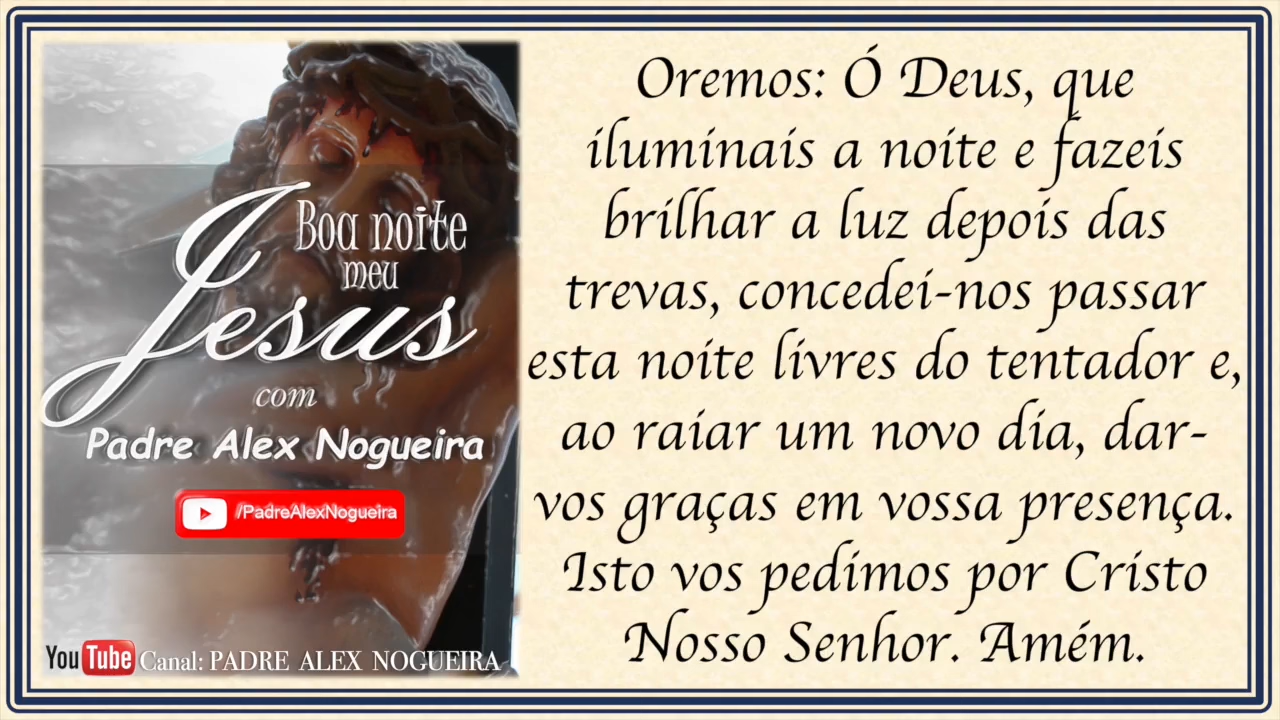 Boa noite
meu
Jesus
com
Padre Alex Nogueira
/PadreAlexNogueira
YouTube Canal: PADRE ALEX NOGUEIRA
Oremos: Ó Deus, que
iluminais a noite e fazeis
brilhar a luz depois das
trevas, concedei-nos passar
esta noite livres do tentador e,
ao raiar um novo dia, dar-
vos graças em vossa presença.
Isto vos pedimos por Cristo
Nosso Senhor. Amém.